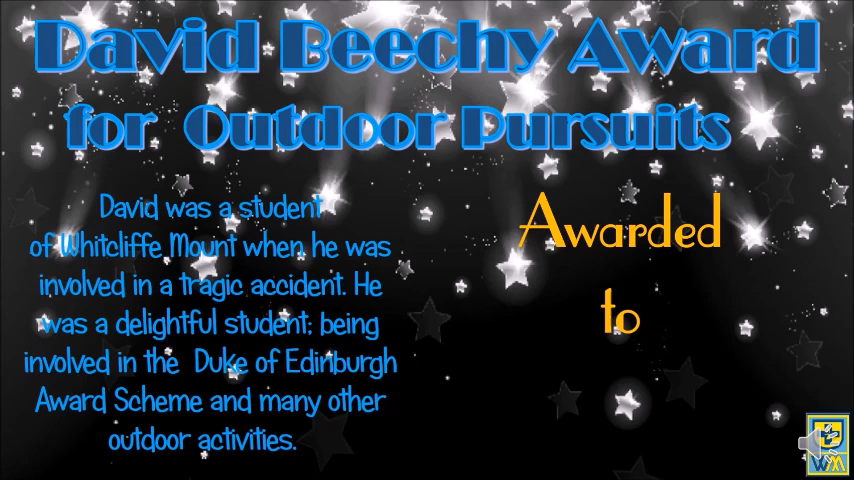 David Beechy Award
for Outdoor Pursuits
David was a student
of Whitcliffe Mount when he was
involved in a tragic accident. He
was a delightful student; being
involved in the Duke of Edinburgh
Award Scheme and many other
outdoor activities.
Awarded
to
WM